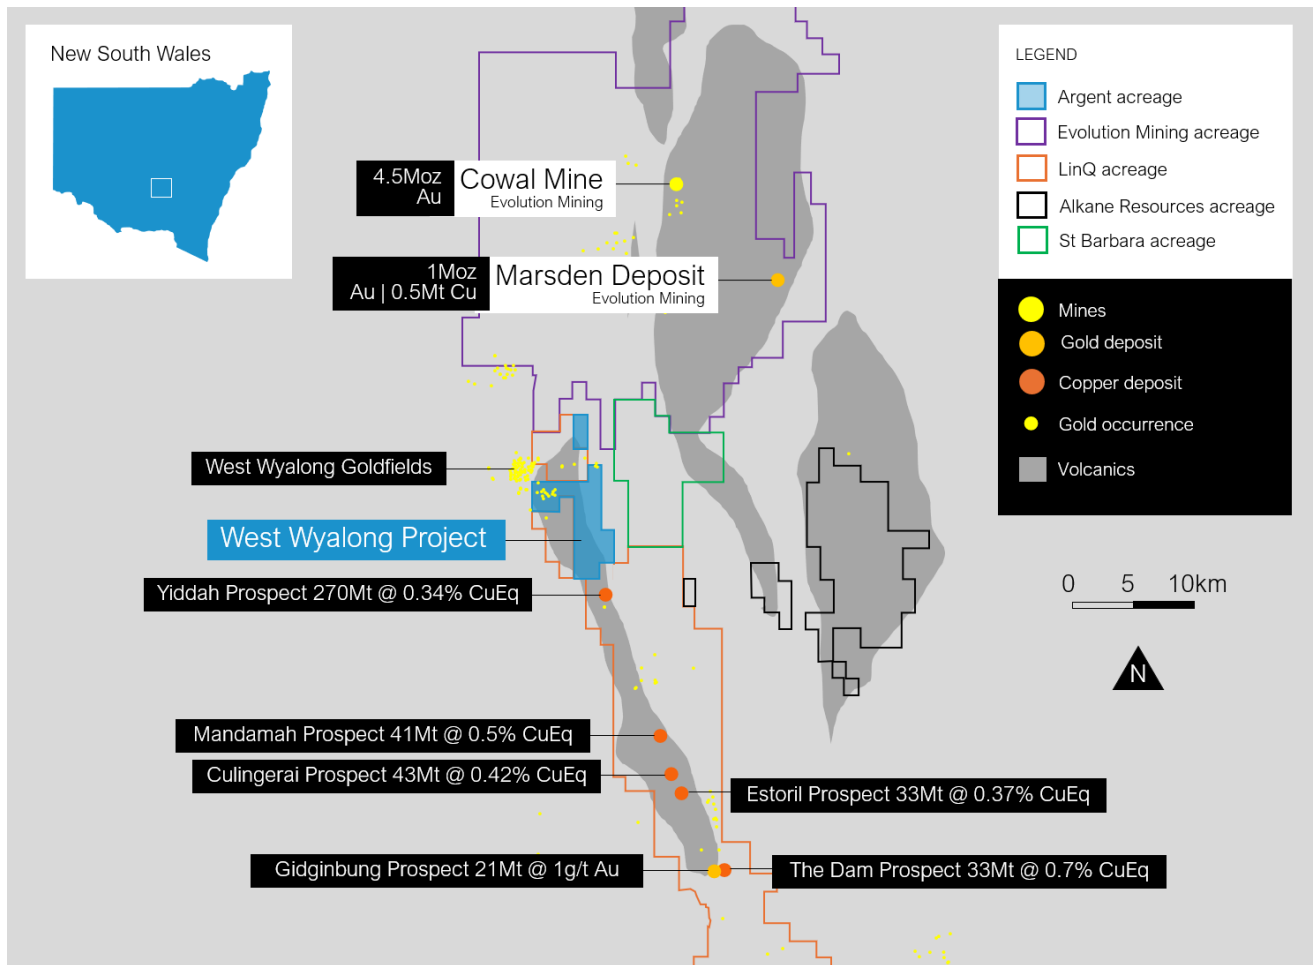 New South Wales
LEGEND
Argent acreage
Evolution Mining acreage
LinQ acreage
Alkane Resources acreage
St Barbara acreage
Mines
Gold deposit
Copper deposit
Gold occurrence
Volcanics
4.5Moz
Au
Cowal Mine
Evolution Mining
1Moz
Au | 0.5Mt Cu
Marsden Deposit
Evolution Mining
West Wyalong Goldfields
West Wyalong Project
Yiddah Prospect 270Mt @ 0.34% CuEq
0 5 10km
N
Mandamah Prospect 41Mt @ 0.5% CuEq
Culingerai Prospect 43Mt @ 0.42% CuEq
Estoril Prospect 33Mt @ 0.37% CuEq
Gidginbung Prospect 21Mt @ 1g/t Au
The Dam Prospect 33Mt @ 0.7% CuEq